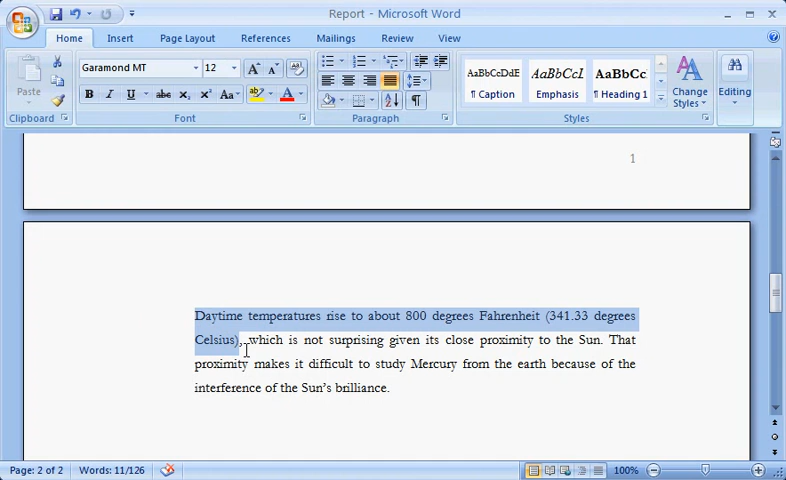 Report - Microsoft Word
Home Insert Page Layout References Mailings Review View
Garamond MT 12
Paste
B I U abc X₂ X² Aa ab A
AaBbCcDdE AaBbCcL AaBbCc
¶ Caption Emphasis ¶ Heading 1
Change Styles
Editing
Clipboard Font Paragraph Styles
1
Daytime temperatures rise to about 800 degrees Fahrenheit (341.33 degrees
Celsius), which is not surprising given its close proximity to the Sun. That
proximity makes it difficult to study Mercury from the earth because of the
interference of the Sun's brilliance.
Page: 2 of 2 Words: 11/126 100%